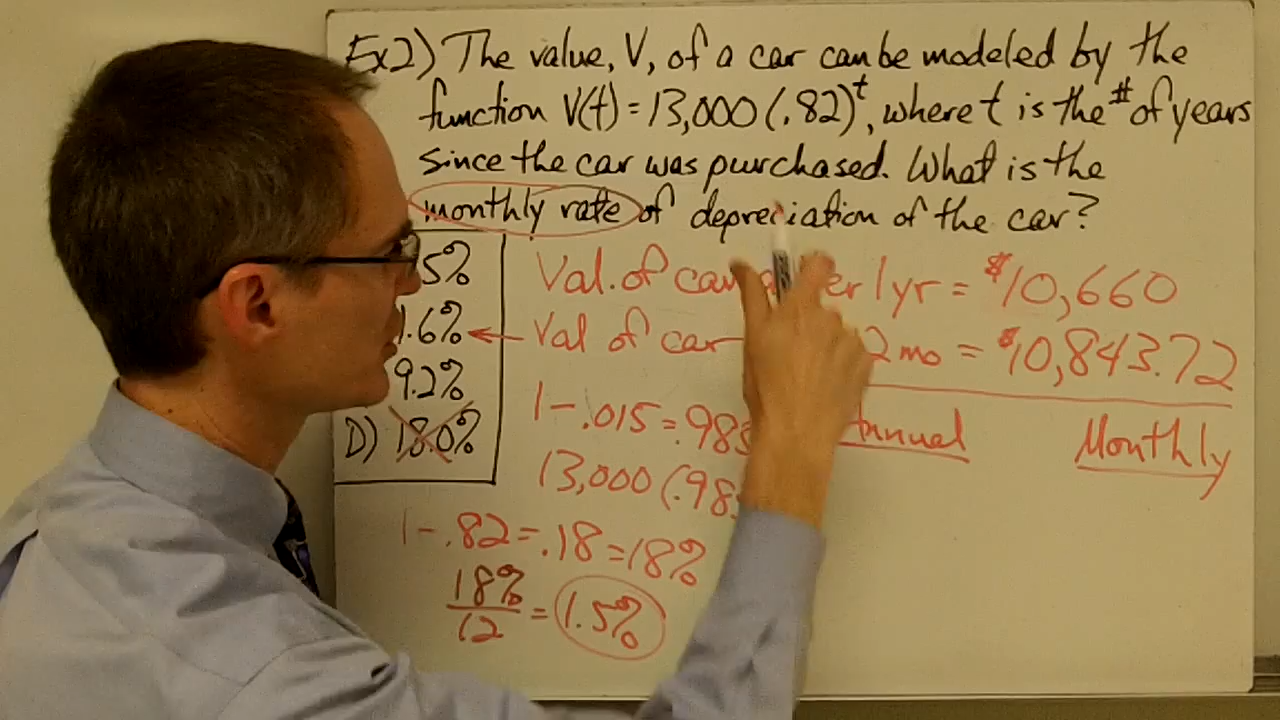 Ex2) The value, V, of a car can be modeled by the
function V(t) = 13,000 (.82)^t, where t is the # of years
since the car was purchased. What is the
monthly rate of depreciation of the car?
5%
.6%
9.2%
D) 18.0%
Val. of car er 1 yr = $10,660
Val of car 2 mo = $10,843.72
1 - .015 = .985
13,000 (.98
Annual
Monthly
1 - .82 = .18 = 18%
18%/12 = 1.5%